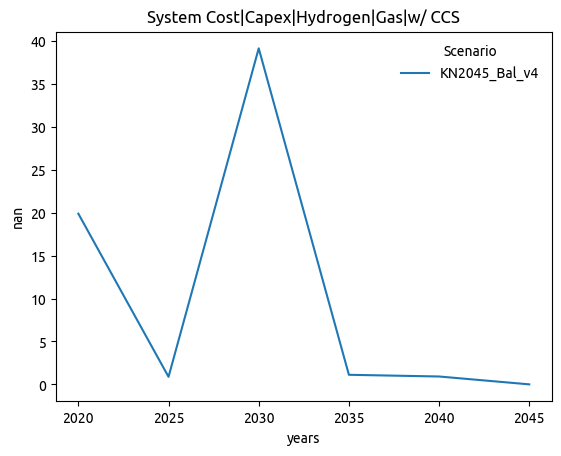 System Cost|Capex|Hydrogen|Gas|w/ CCS
Scenario
KN2045_Bal_v4
40
35
30
25
20
15
10
5
0
nan
2020 2025 2030 2035 2040 2045
years